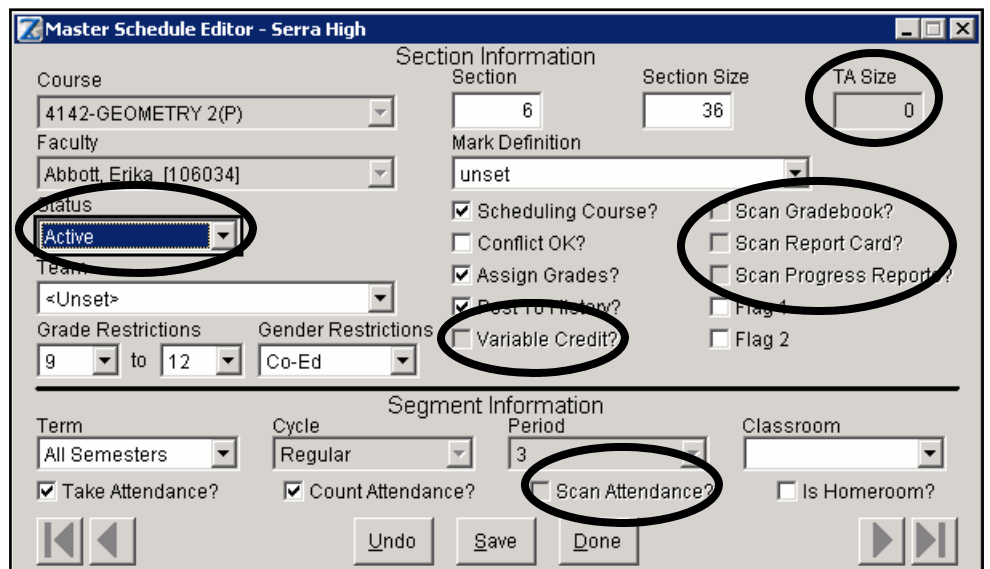 Master Schedule Editor - Serra High
Section Information
Course Section Section Size TA Size
4142-GEOMETRY 2(P) 6 36 0
Faculty Mark Definition
Abbott, Erika [106034] unset
Status Scheduling Course? Scan Gradebook?
Active Conflict OK? Scan Report Card?
Team Assign Grades? Scan Progress Reports?
<Unset> Post To History? Flag 1
Grade Restrictions Gender Restrictions Variable Credit? Flag 2
9 to 12 Co-Ed
Segment Information
Term Cycle Period Classroom
All Semesters Regular 3
Take Attendance? Count Attendance? Scan Attendance? Is Homeroom?
Undo Save Done